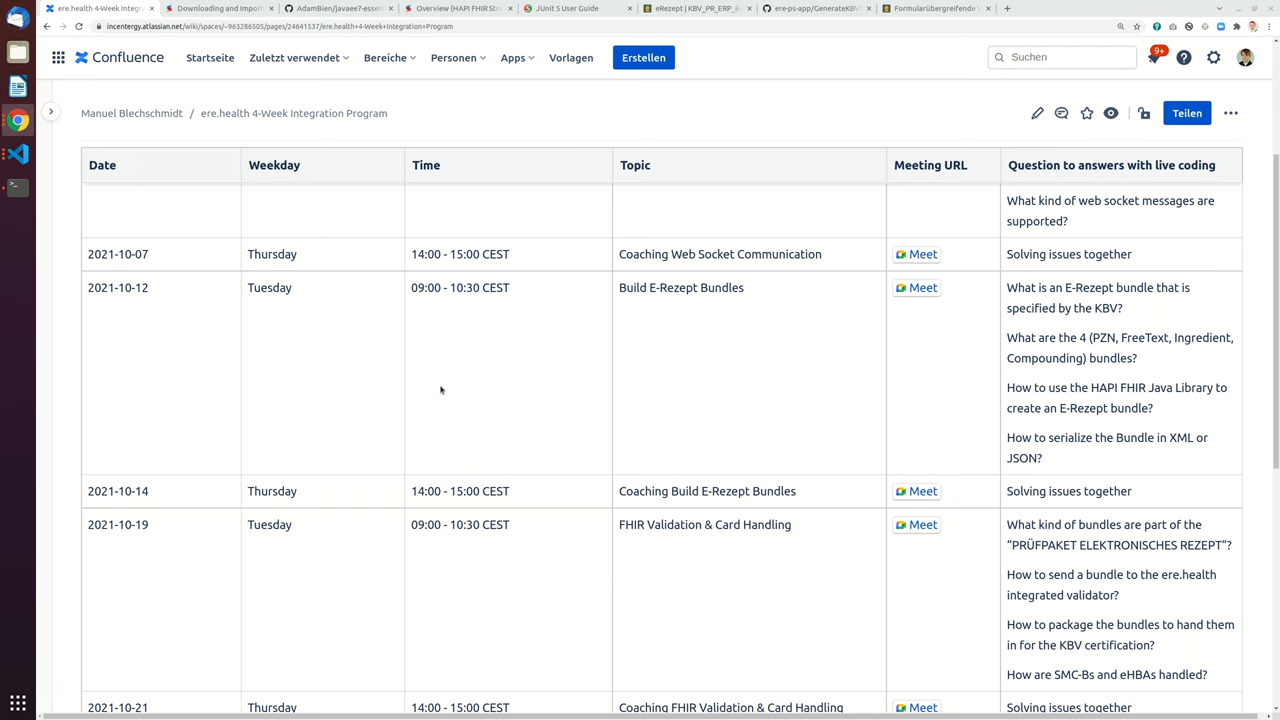 ere.health 4-Week Integra
Downloading and Import
AdamBien/javaee7-essen
Overview (HAPI FHIR Stru
JUnit 5 User Guide
eRezept | KBV_PR_ERP_B
ere-ps-app/GenerateKBV
Formularübergreifende V
incentergy.atlassian.net/wiki/spaces/~963286505/pages/24641537/ere.health+4-Week+Integration+Program
Confluence
Startseite
Zuletzt verwendet
Bereiche
Personen
Apps
Vorlagen
Erstellen
Suchen
9+
Manuel Blechschmidt / ere.health 4-Week Integration Program
Teilen
Date Weekday Time Topic Meeting URL Question to answers with live coding
What kind of web socket messages are
supported?
2021-10-07 Thursday 14:00 - 15:00 CEST Coaching Web Socket Communication Meet Solving issues together
2021-10-12 Tuesday 09:00 - 10:30 CEST Build E-Rezept Bundles Meet What is an E-Rezept bundle that is
specified by the KBV?
What are the 4 (PZN, FreeText, Ingredient,
Compounding) bundles?
How to use the HAPI FHIR Java Library to
create an E-Rezept bundle?
How to serialize the Bundle in XML or
JSON?
2021-10-14 Thursday 14:00 - 15:00 CEST Coaching Build E-Rezept Bundles Meet Solving issues together
2021-10-19 Tuesday 09:00 - 10:30 CEST FHIR Validation & Card Handling Meet What kind of bundles are part of the
“PRÜFPAKET ELEKTRONISCHES REZEPT“?
How to send a bundle to the ere.health
integrated validator?
How to package the bundles to hand them
in for the KBV certification?
How are SMC-Bs and eHBAs handled?
2021-10-21 Thursday 14:00 - 15:00 CEST Coaching FHIR Validation & Card Handling Meet Solving issues together